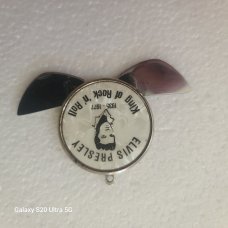 ELVIS PRESLEY
1935 - 1977
King of Rock 'n' Roll
Galaxy S20 Ultra 5G